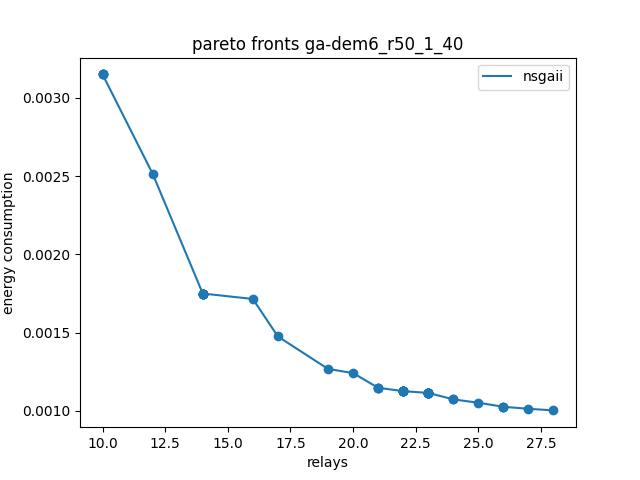 pareto fronts ga-dem6_r50_1_40
nsgaii
energy consumption
0.0030
0.0025
0.0020
0.0015
0.0010
10.0 12.5 15.0 17.5 20.0 22.5 25.0 27.5
relays